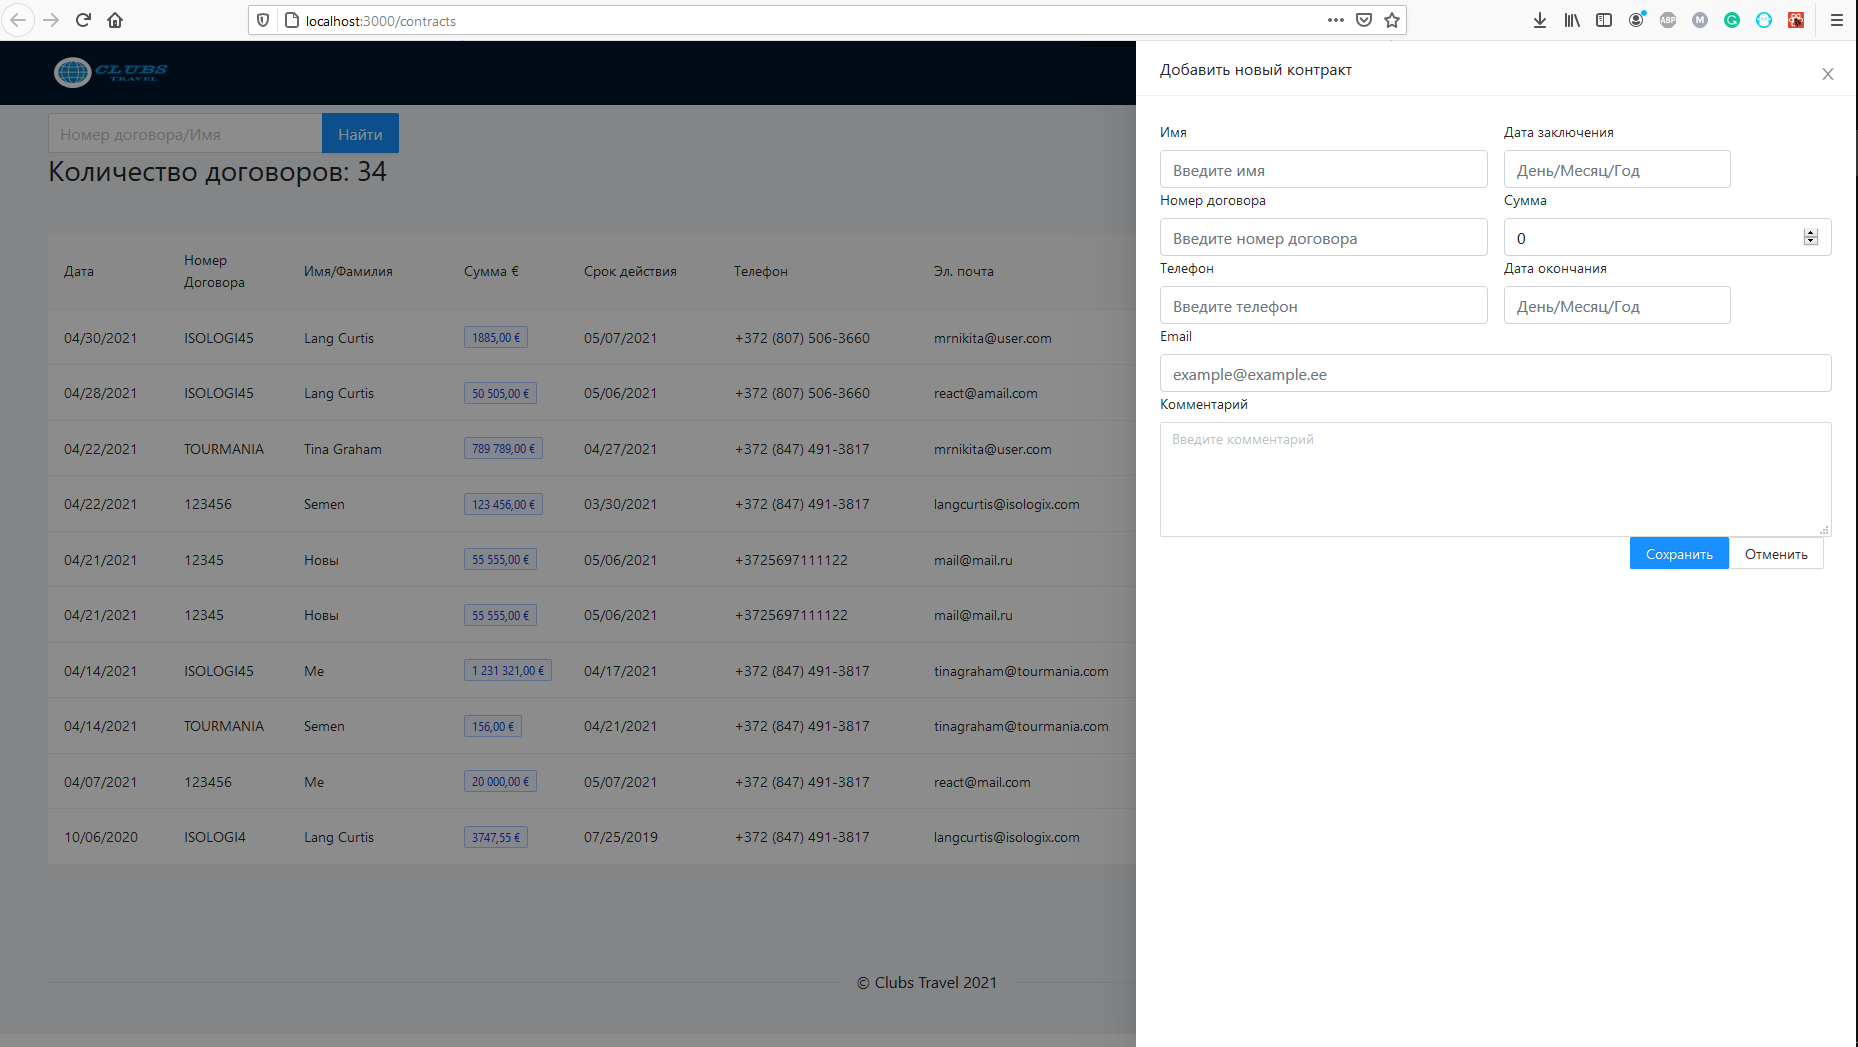 localhost:3000/contracts
ABP
M
G
CLUBS
TRAVEL
Номер договора/Имя
Найти
Количество договоров: 34
Дата
Номер
Договора
Имя/Фамилия
Сумма €
Срок действия
Телефон
Эл. почта
04/30/2021 ISOLOGI45 Lang Curtis 1885,00 € 05/07/2021 +372 (807) 506-3660 mrnikita@user.com
04/28/2021 ISOLOGI45 Lang Curtis 50 505,00 € 05/06/2021 +372 (807) 506-3660 react@amail.com
04/22/2021 TOURMANIA Tina Graham 789 789,00 € 04/27/2021 +372 (847) 491-3817 mrnikita@user.com
04/22/2021 123456 Semen 123 456,00 € 03/30/2021 +372 (847) 491-3817 langcurtis@isologix.com
04/21/2021 12345 Новы 55 555,00 € 05/06/2021 +3725697111122 mail@mail.ru
04/21/2021 12345 Новы 55 555,00 € 05/06/2021 +3725697111122 mail@mail.ru
04/14/2021 ISOLOGI45 Me 1 231 321,00 € 04/17/2021 +372 (847) 491-3817 tinagraham@tourmania.com
04/14/2021 TOURMANIA Semen 156,00 € 04/21/2021 +372 (847) 491-3817 tinagraham@tourmania.com
04/07/2021 123456 Me 20 000,00 € 05/07/2021 +372 (847) 491-3817 react@mail.com
10/06/2020 ISOLOGI4 Lang Curtis 3747,55 € 07/25/2019 +372 (847) 491-3817 langcurtis@isologix.com
© Clubs Travel 2021
Добавить новый контракт
Имя
Введите имя
Дата заключения
День/Месяц/Год
Номер договора
Введите номер договора
Сумма
0
Телефон
Введите телефон
Дата окончания
День/Месяц/Год
Email
example@example.ee
Комментарий
Введите комментарий
Сохранить
Отменить